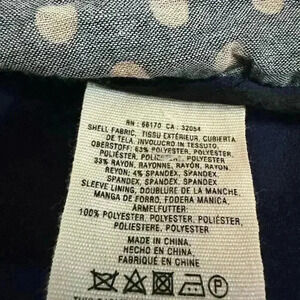 RN: 66170 CA: 32054
SHELL FABRIC, TISSU EXTÉRIEUR, CUBIERTA
DE TELA, INVOLUCRO IN TESSUTO,
OBERSTOFF: 63% POLYESTER, POLYESTER,
POLIÉSTER, POLIESTERE, POLYESTER,
33% RAYON, RAYONNE, RAYÓN, RAYON,
REYON; 4% SPANDEX, SPANDEX,
SPANDEX, SPANDEX, SPANDEX.
SLEEVE LINING, DOUBLURE DE LA MANCHE,
MANGA DE FORRO, FODERA MANICA,
ÄRMELFUTTER:
100% POLYESTER, POLYESTER, POLIÉSTER,
POLIESTERE, POLYESTER
MADE IN CHINA.
HECHO EN CHINA.
FABRIQUÉ EN CHINE
P